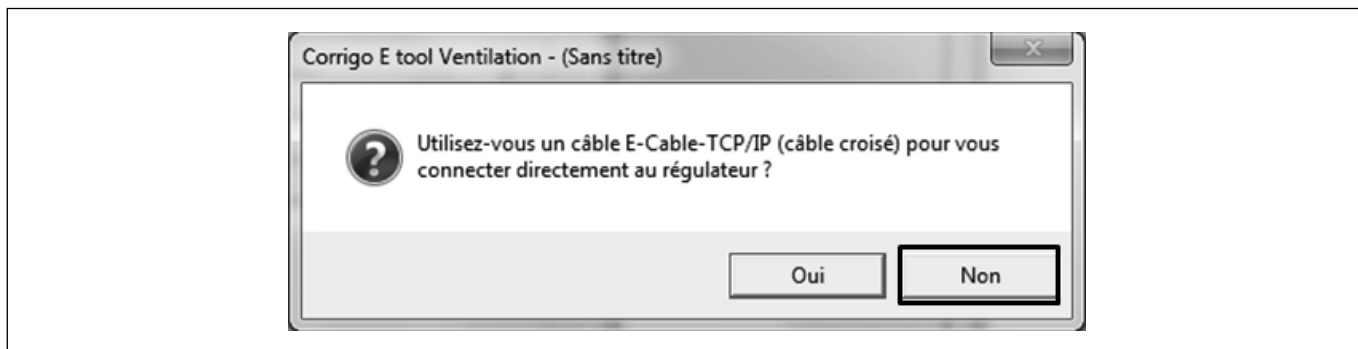 Corrigo E tool Ventilation - (Sans titre)
Utilisez-vous un câble E-Cable-TCP/IP (câble croisé) pour vous
connecter directement au régulateur ?
Oui
Non